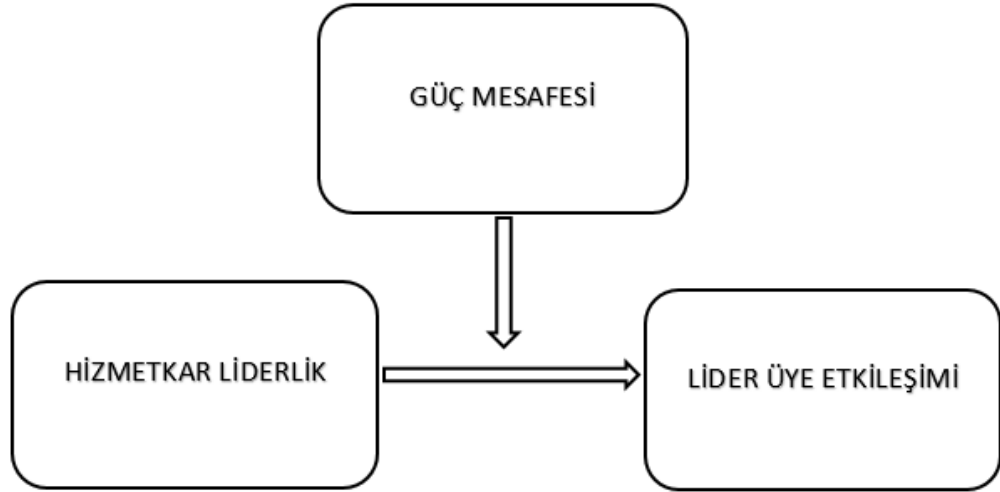 GÜÇ MESAFESİ
HİZMETKAR LİDERLİK
LİDER ÜYE ETKİLEŞİMİ